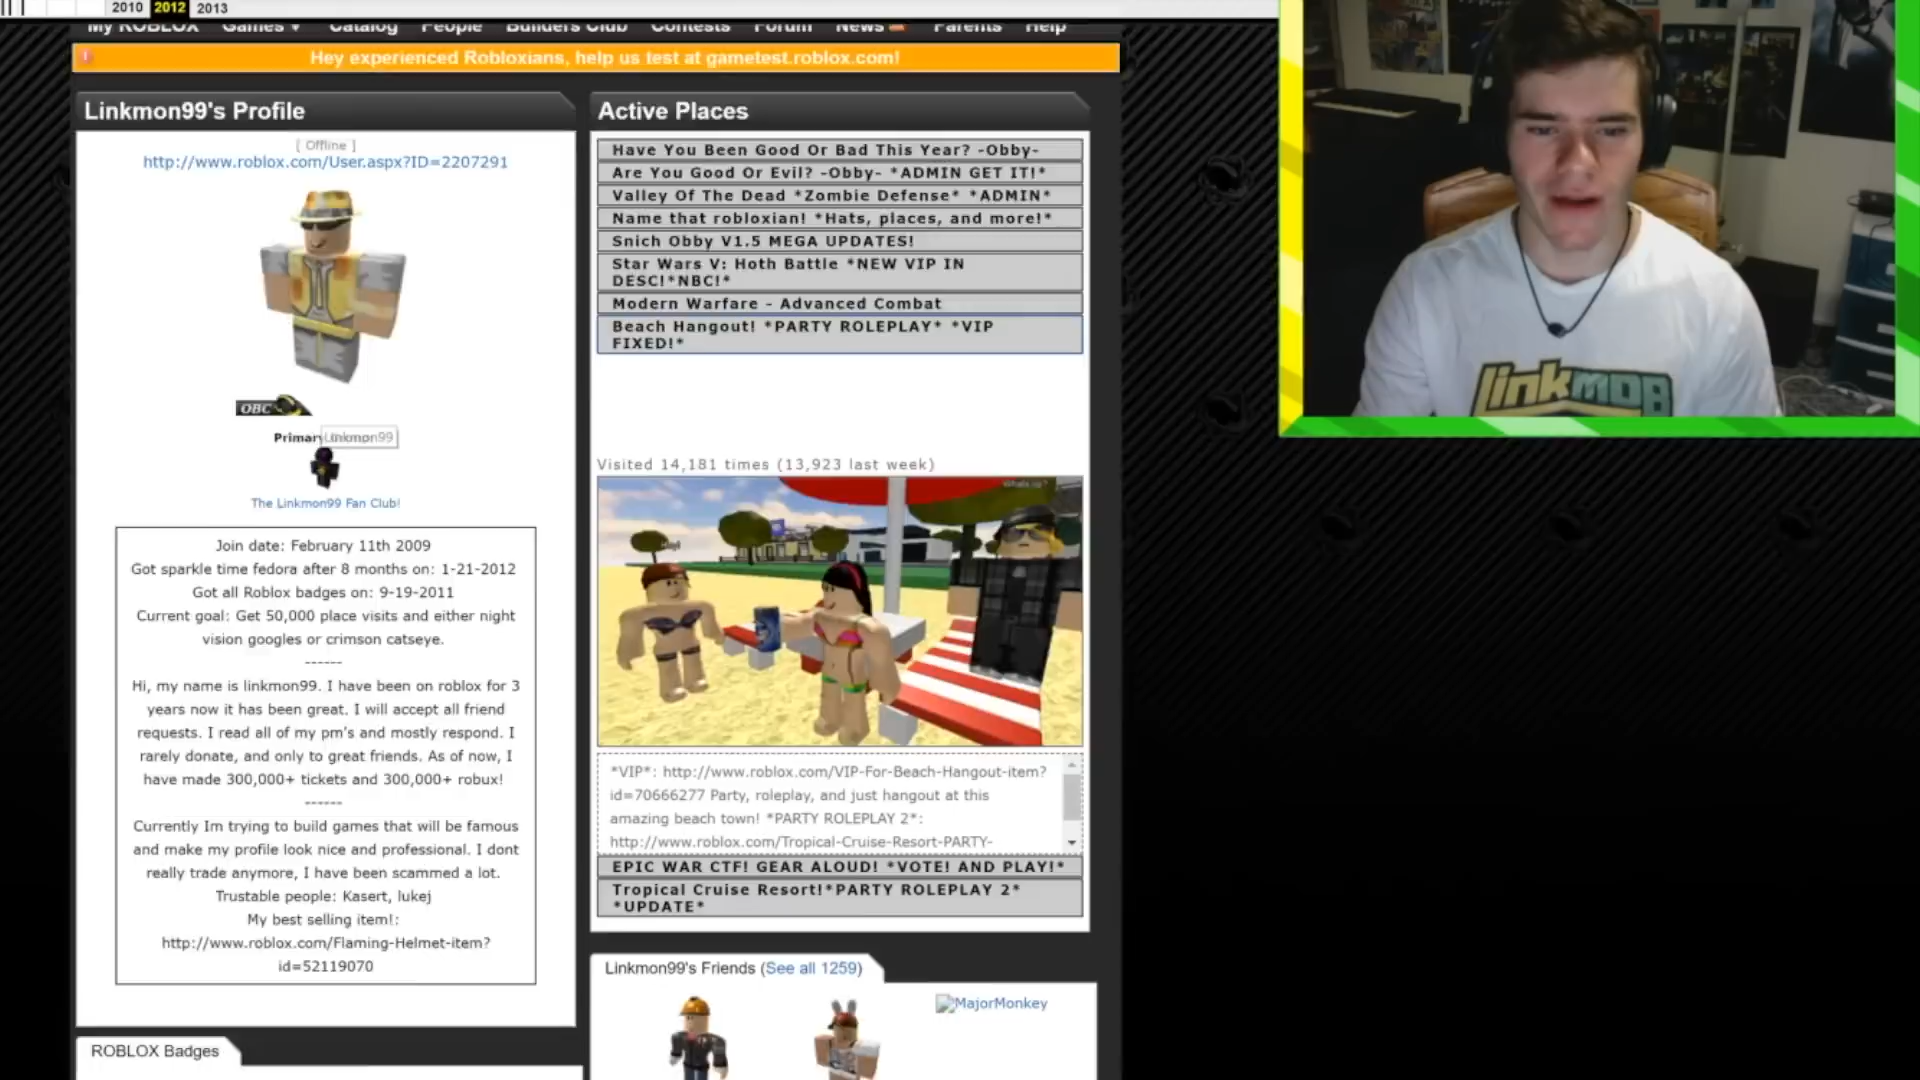 2010 2012 2013
My ROBLOX Games Catalog People Builders Club Contests Forum News Parents Help
Hey experienced Robloxians, help us test at gametest.roblox.com!
Linkmon99's Profile
[ Offline ]
http://www.roblox.com/User.aspx?ID=2207291
OBC
Primary
Linkmon99
The Linkmon99 Fan Club!
Join date: February 11th 2009
Got sparkle time fedora after 8 months on: 1-21-2012
Got all Roblox badges on: 9-19-2011
Current goal: Get 50,000 place visits and either night
vision googles or crimson catseye.
------
Hi, my name is linkmon99. I have been on roblox for 3
years now it has been great. I will accept all friend
requests. I read all of my pm's and mostly respond. I
rarely donate, and only to great friends. As of now, I
have made 300,000+ tickets and 300,000+ robux!
------
Currently Im trying to build games that will be famous
and make my profile look nice and professional. I dont
really trade anymore, I have been scammed a lot.
Trustable people: Kasert, lukej
My best selling item!:
http://www.roblox.com/Flaming-Helmet-item?
id=52119070
ROBLOX Badges
Active Places
Have You Been Good Or Bad This Year? -Obby-
Are You Good Or Evil? -Obby- *ADMIN GET IT!*
Valley Of The Dead *Zombie Defense* *ADMIN*
Name that robloxian! *Hats, places, and more!*
Snich Obby V1.5 MEGA UPDATES!
Star Wars V: Hoth Battle *NEW VIP IN
DESC!*NBC!*
Modern Warfare - Advanced Combat
Beach Hangout! *PARTY ROLEPLAY* *VIP
FIXED!*
Visited 14,181 times (13,923 last week)
*VIP*: http://www.roblox.com/VIP-For-Beach-Hangout-item?
id=70666277 Party, roleplay, and just hangout at this
amazing beach town! *PARTY ROLEPLAY 2*:
http://www.roblox.com/Tropical-Cruise-Resort-PARTY-
EPIC WAR CTF! GEAR ALOUD! *VOTE! AND PLAY!*
Tropical Cruise Resort!*PARTY ROLEPLAY 2*
*UPDATE*
Linkmon99's Friends (See all 1259)
MajorMonkey
linkMOB